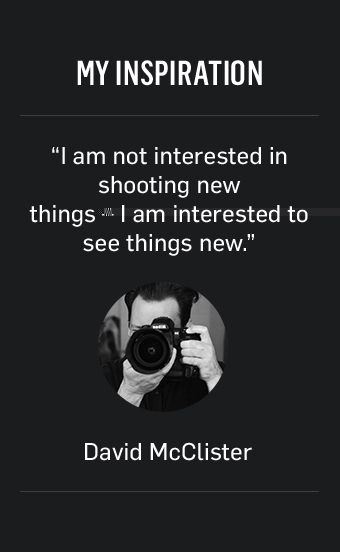 MY INSPIRATION
“I am not interested in
shooting new
things I am interested to
see things new.”
David McClister